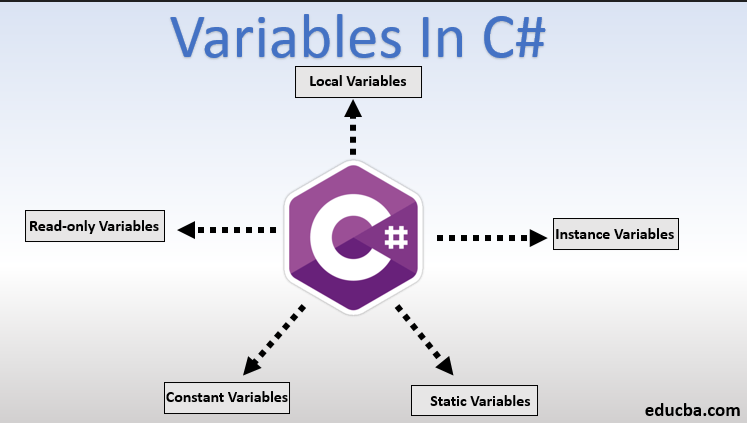 Variables In C#
Local Variables
Read-only Variables
C#
Instance Variables
Constant Variables
Static Variables
educba.com